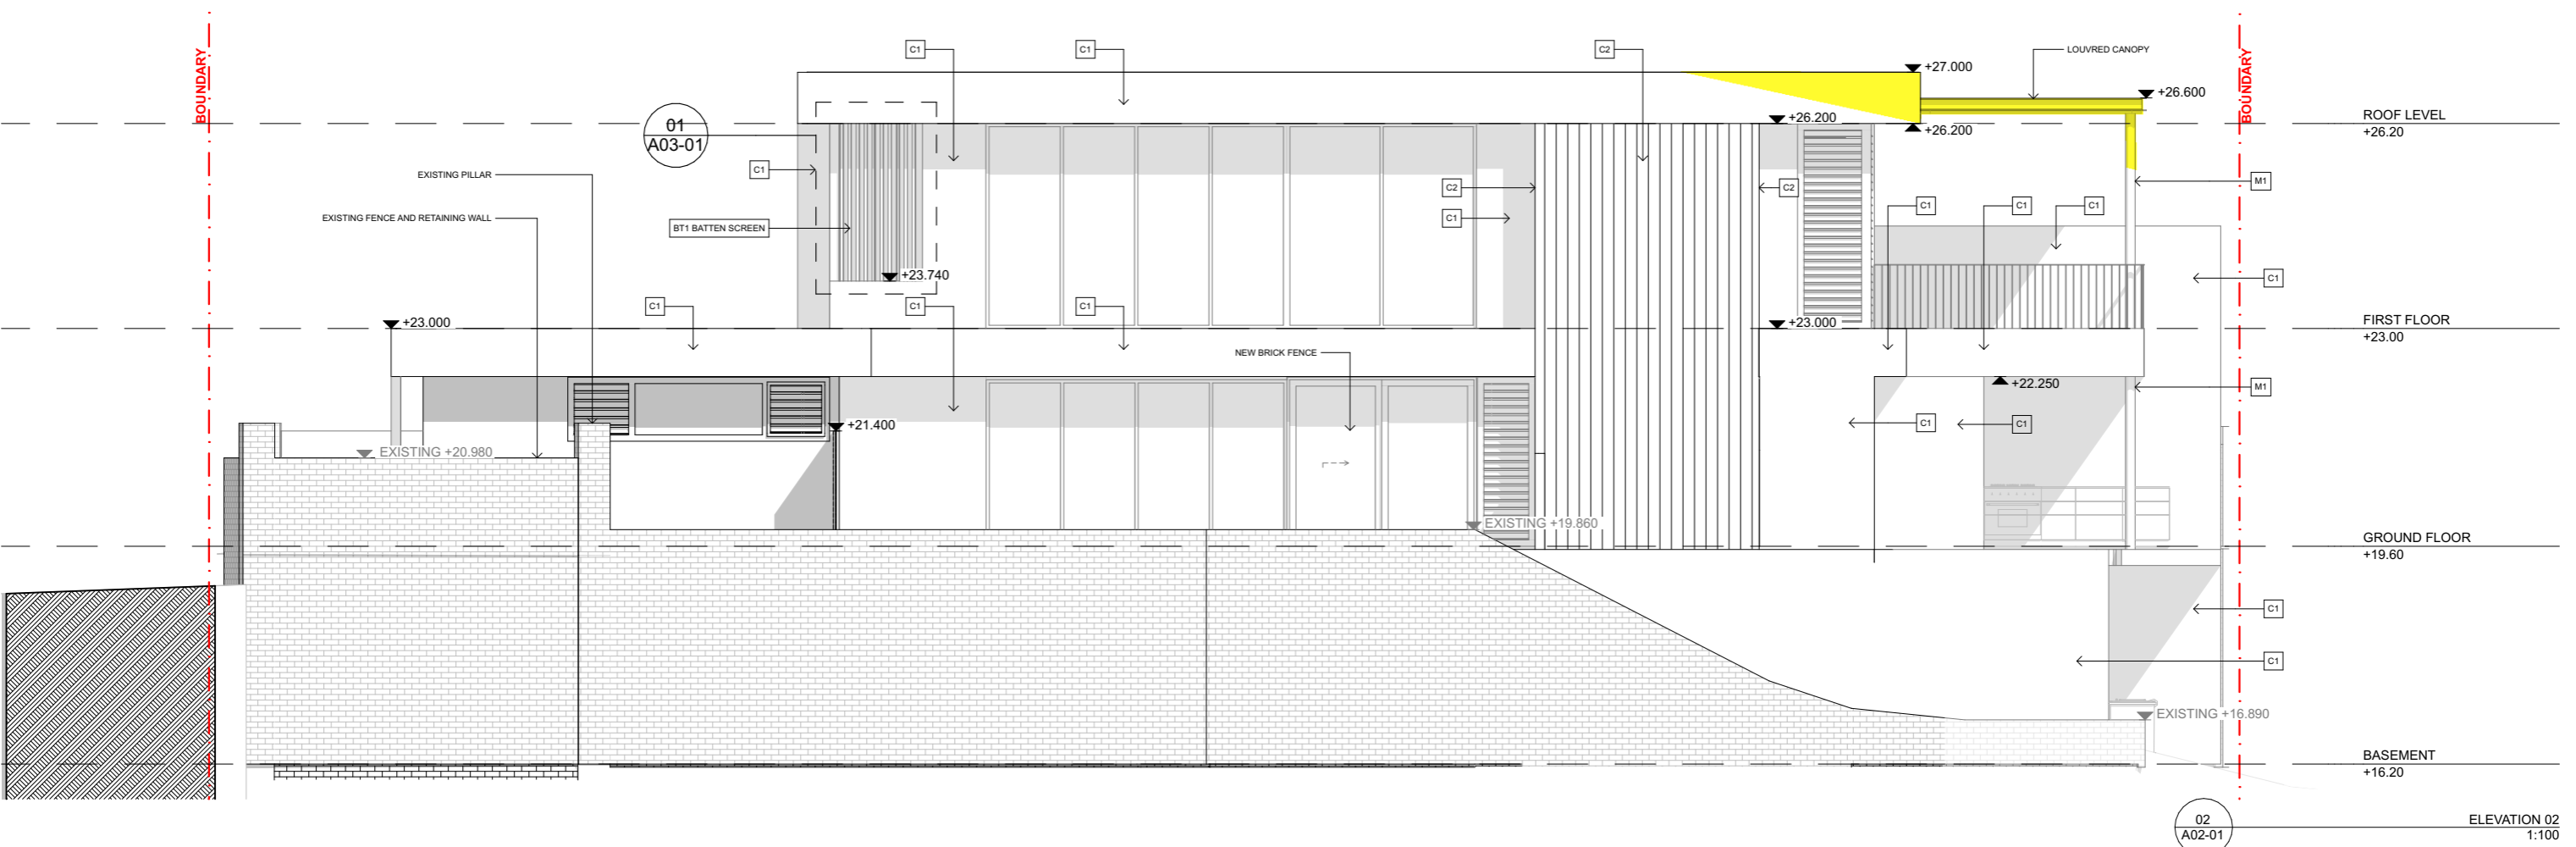 C1
C1
C2
LOUVRED CANOPY
BOUNDARY
BOUNDARY
+27.000
+26.600
ROOF LEVEL
+26.20
+26.200
+26.200
01
A03-01
C1
EXISTING PILLAR
C2
C2
M1
EXISTING FENCE AND RETAINING WALL
C1
C1
C1
C1
BT1 BATTEN SCREEN
+23.740
C1
C1
C1
C1
+23.000
+23.000
FIRST FLOOR
+23.00
NEW BRICK FENCE
+22.250
M1
+21.400
C1
C1
EXISTING +20.980
EXISTING +19.860
GROUND FLOOR
+19.60
C1
C1
EXISTING +16.890
BASEMENT
+16.20
02
A02-01
ELEVATION 02
1:100